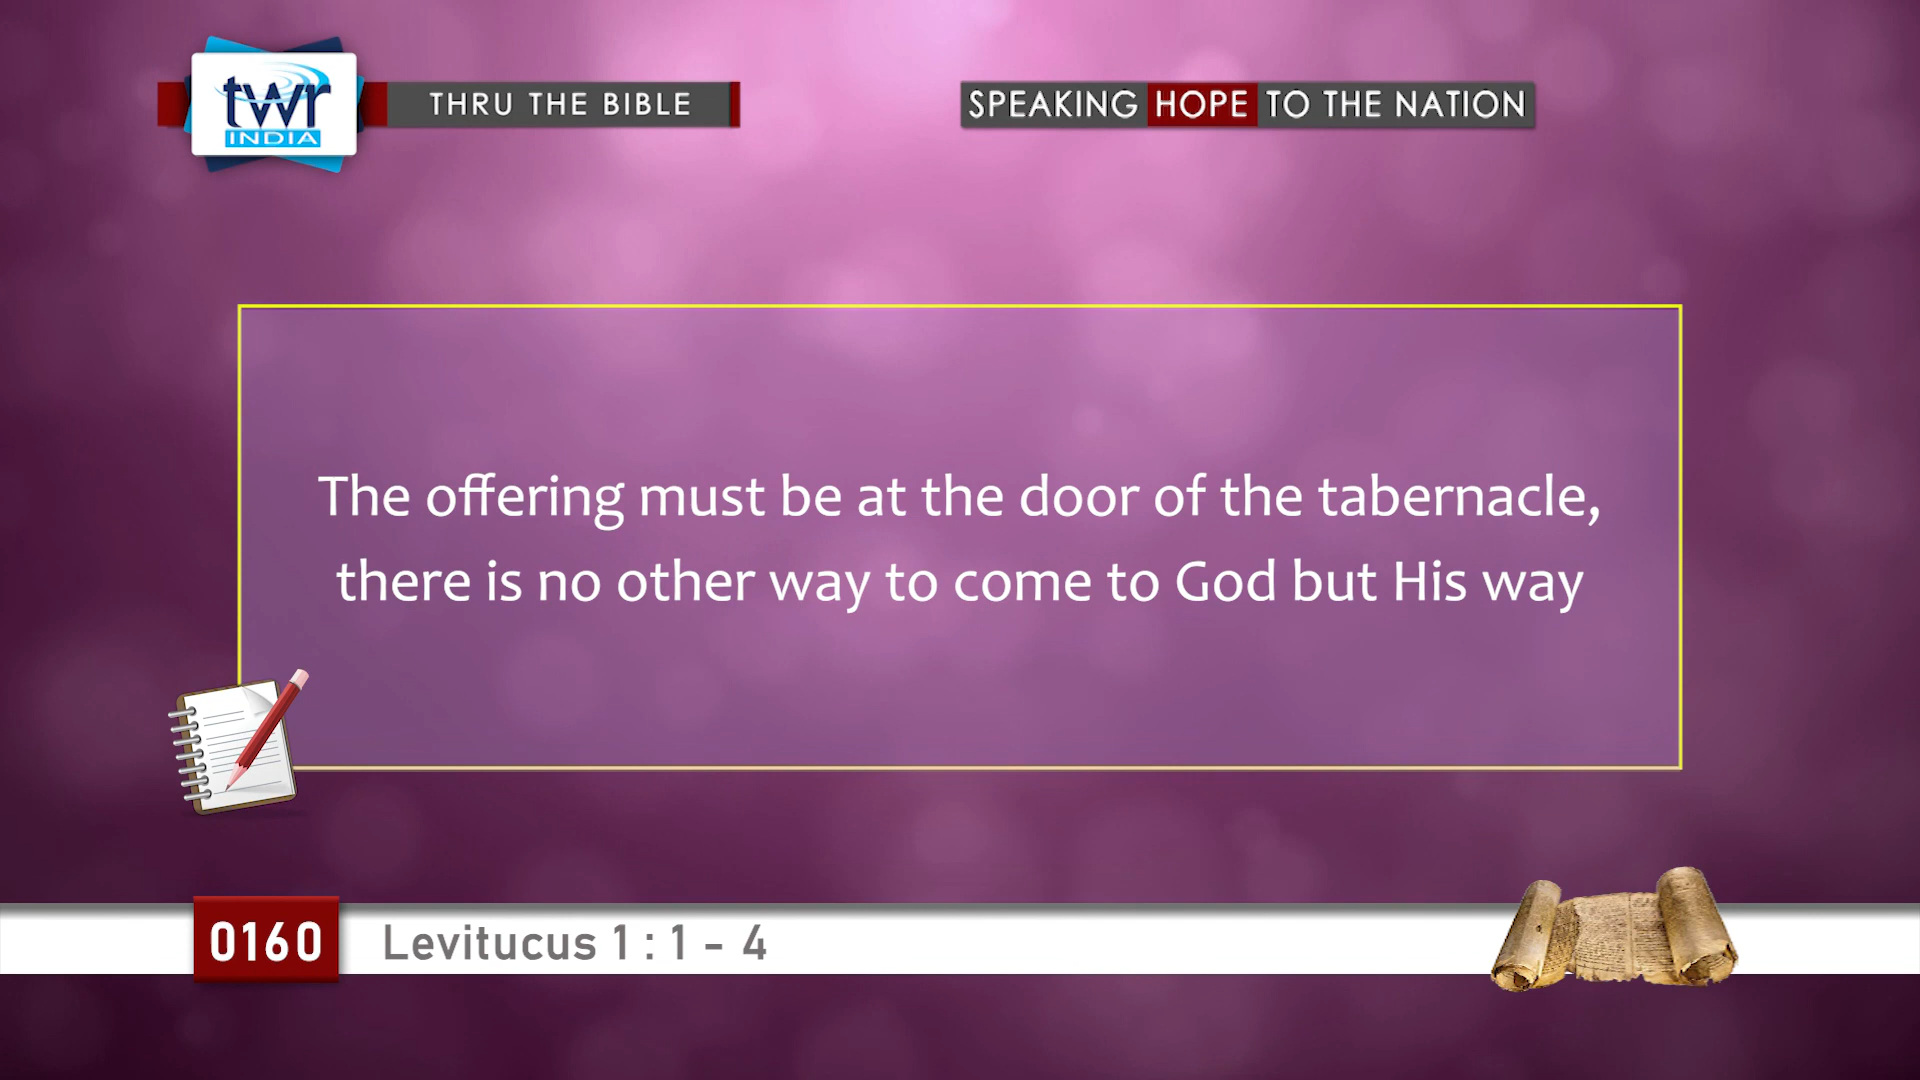 twr
INDIA
THRU THE BIBLE
SPEAKING HOPE TO THE NATION
The offering must be at the door of the tabernacle,
there is no other way to come to God but His way
0160
Levitucus 1 : 1 - 4